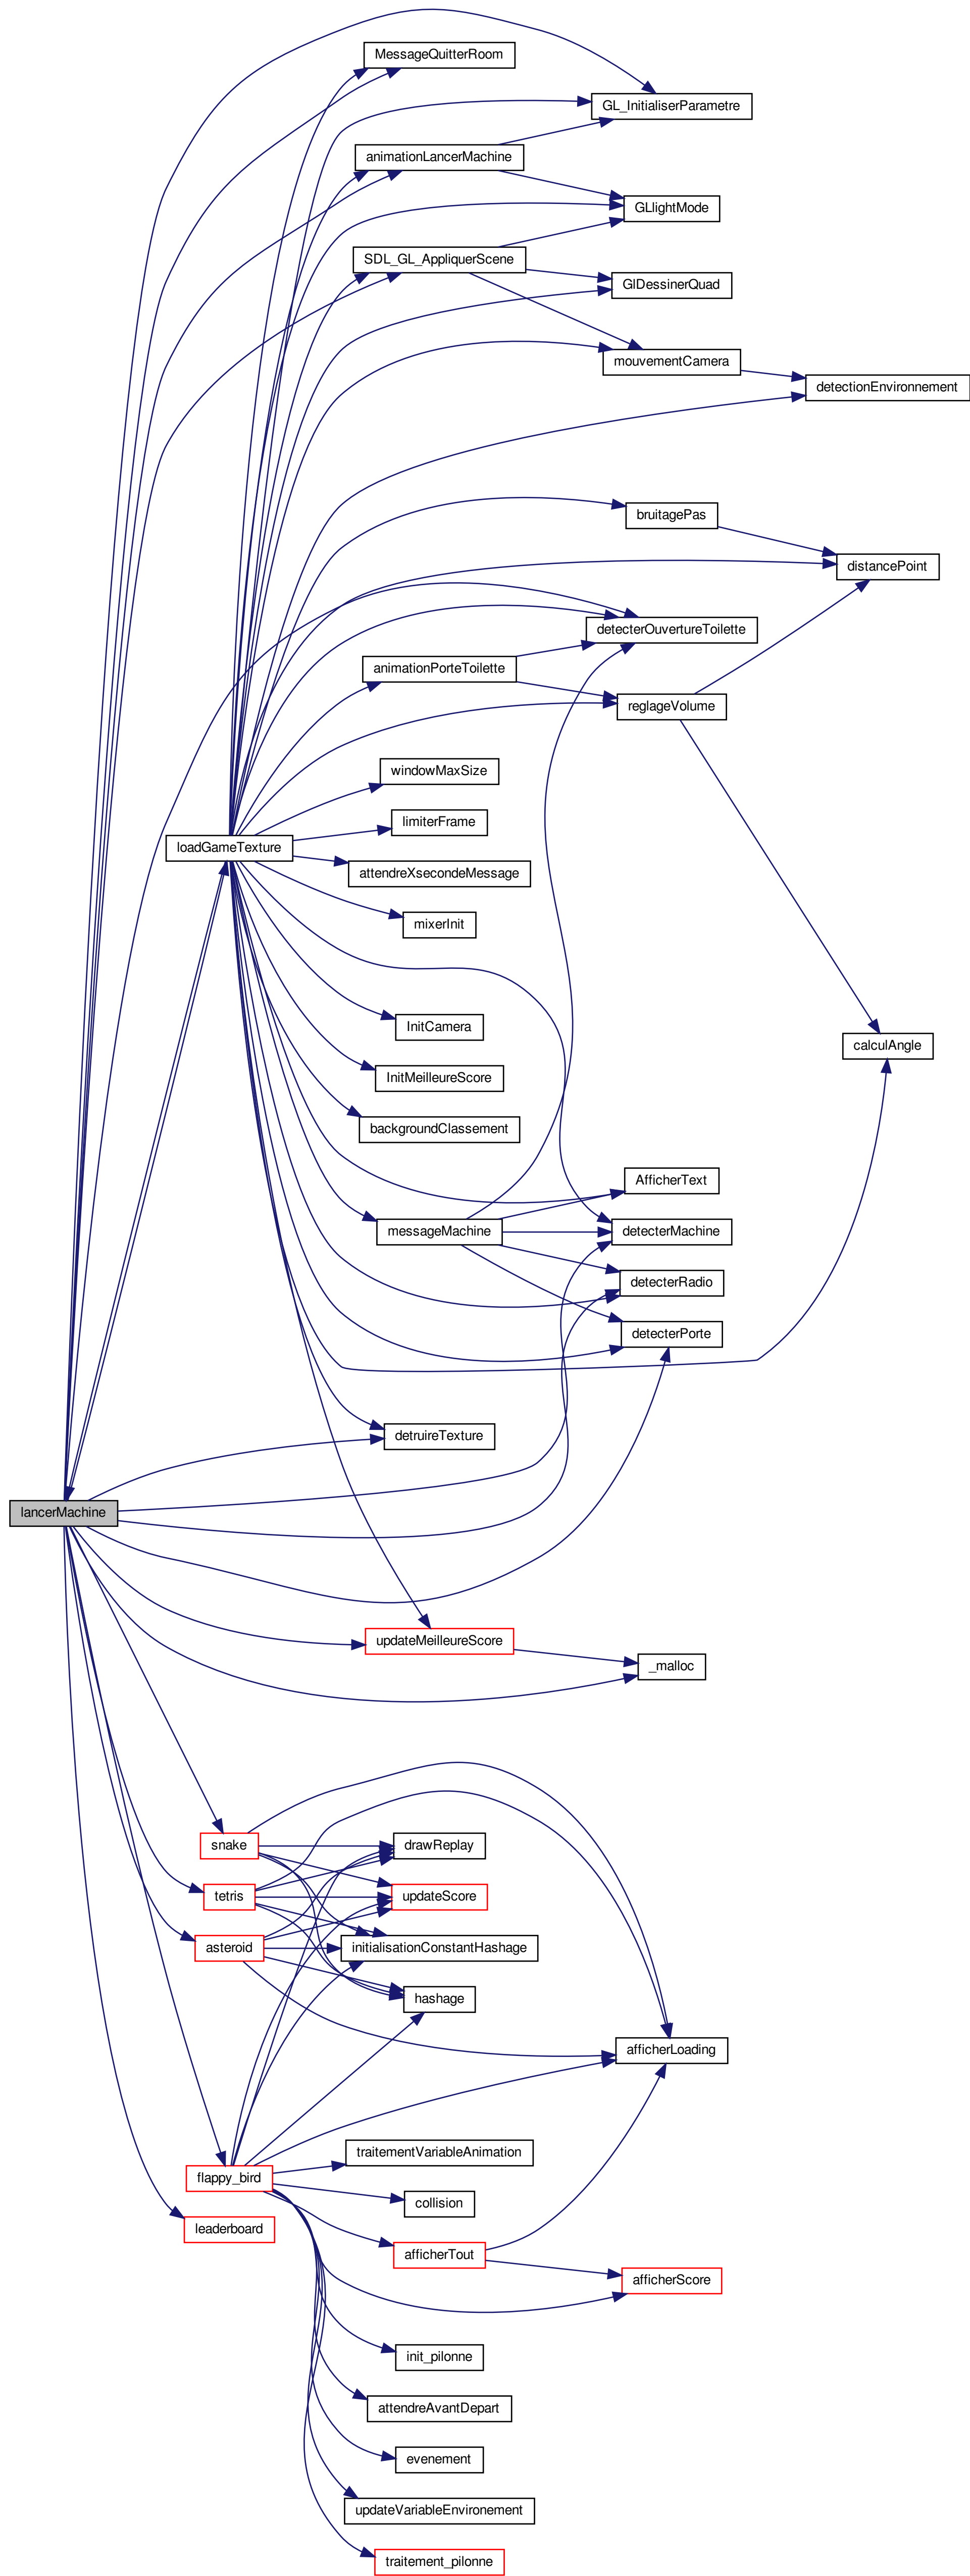 MessageQuitterRoom
GL_InitialiserParametre
animationLancerMachine
GLlightMode
SDL_GL_AppliquerScene
GlDessinerQuad
mouvementCamera
detectionEnvironnement
bruitagePas
distancePoint
detecterOuvertureToilette
animationPorteToilette
reglageVolume
windowMaxSize
limiterFrame
loadGameTexture
attendreXsecondeMessage
mixerInit
InitCamera
calculAngle
InitMeilleureScore
backgroundClassement
AfficherText
messageMachine
detecterMachine
detecterRadio
detecterPorte
detruireTexture
lancerMachine
updateMeilleureScore
_malloc
snake
drawReplay
tetris
updateScore
asteroid
initialisationConstantHashage
hashage
afficherLoading
traitementVariableAnimation
flappy_bird
collision
leaderboard
afficherTout
afficherScore
init_pilonne
attendreAvantDepart
evenement
updateVariableEnvironement
traitement_pilonne